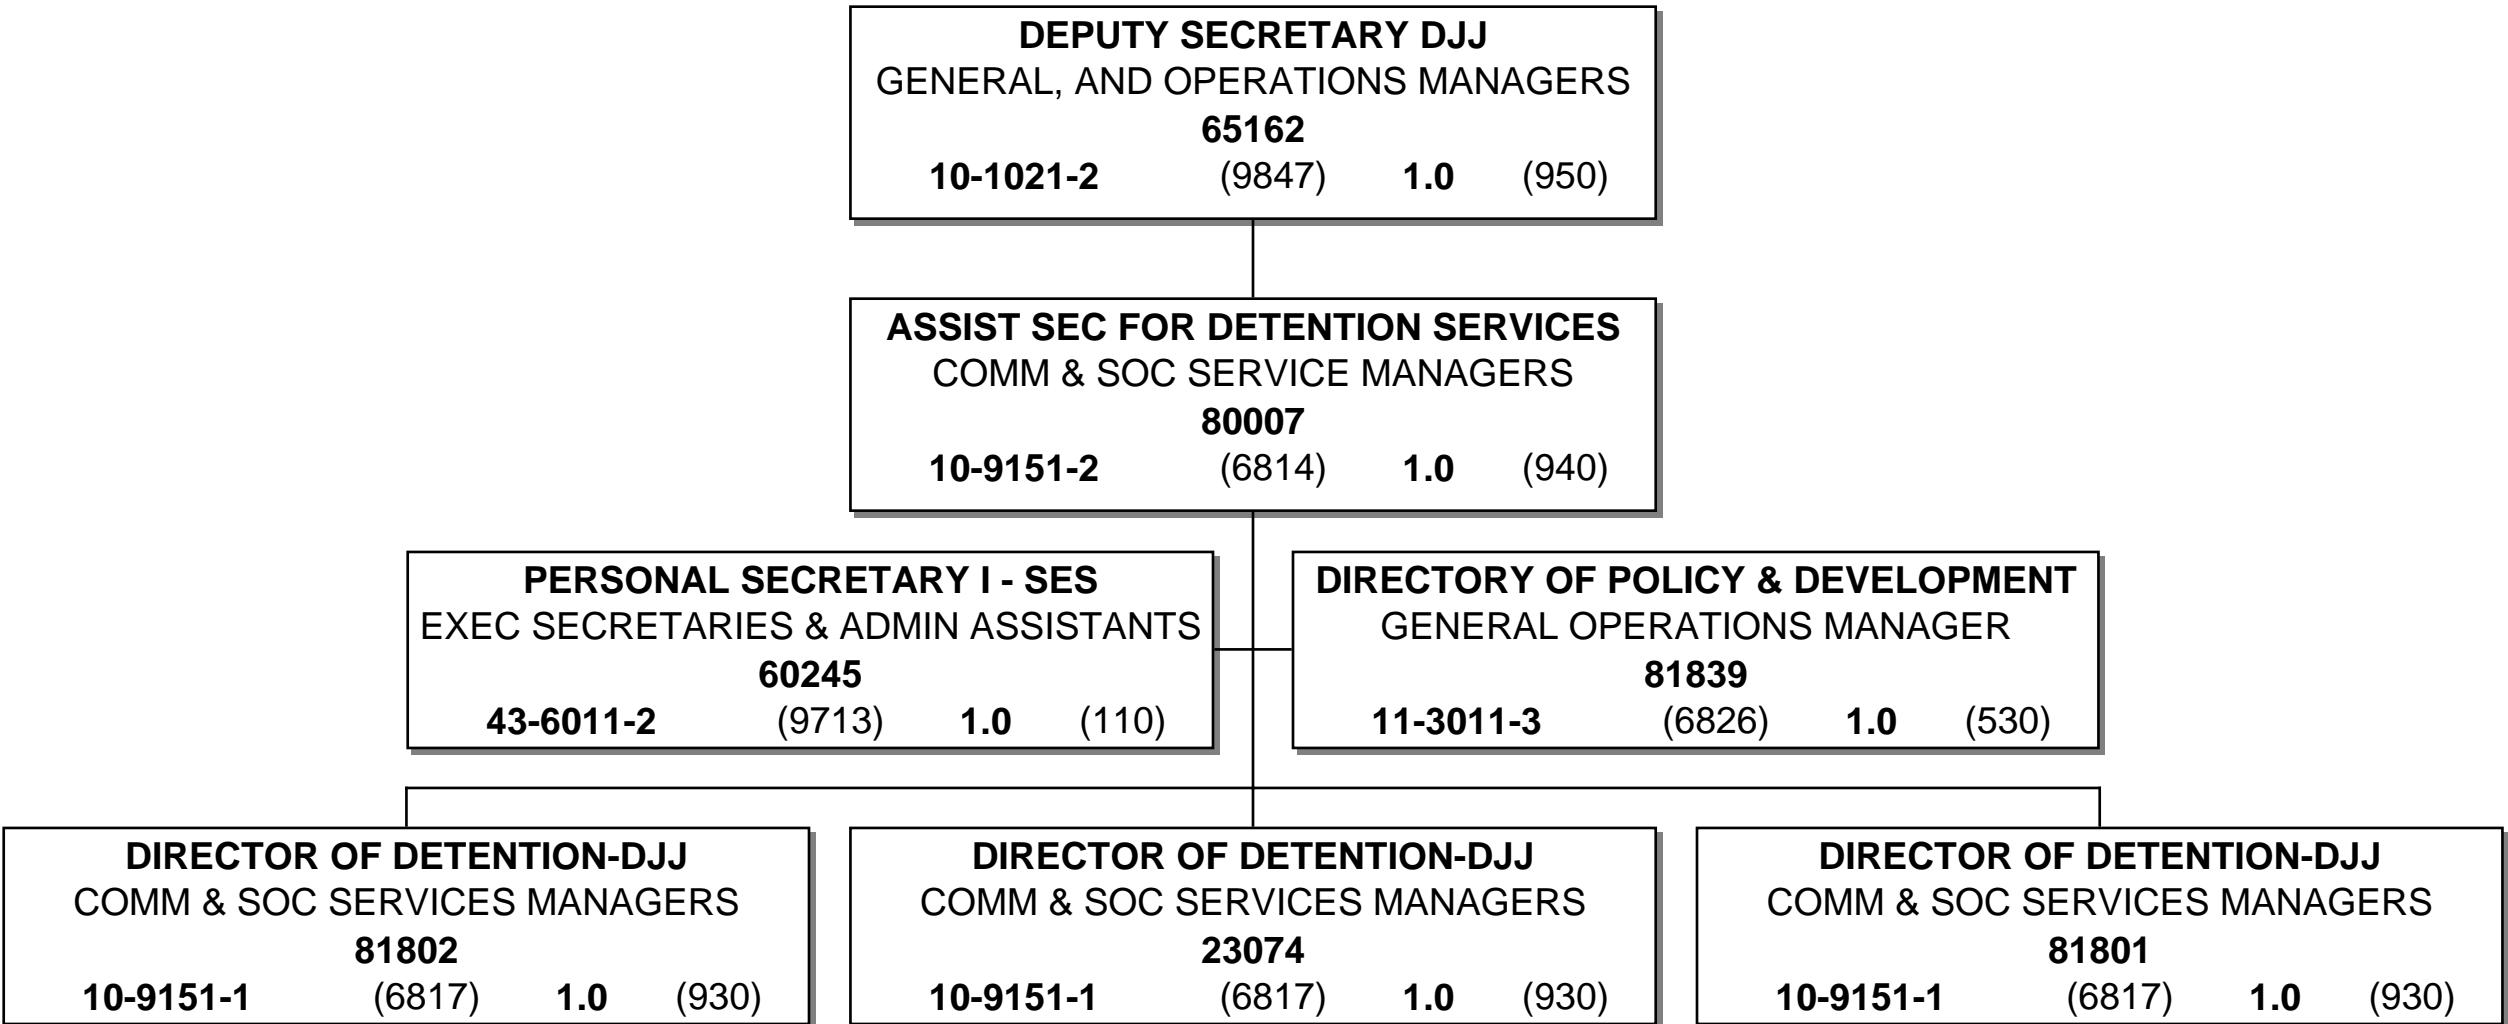 DEPUTY SECRETARY DJJ
GENERAL, AND OPERATIONS MANAGERS
65162
10-1021-2 (9847) 1.0 (950)
ASSIST SEC FOR DETENTION SERVICES
COMM & SOC SERVICE MANAGERS
80007
10-9151-2 (6814) 1.0 (940)
PERSONAL SECRETARY I - SES
EXEC SECRETARIES & ADMIN ASSISTANTS
60245
43-6011-2 (9713) 1.0 (110)
DIRECTORY OF POLICY & DEVELOPMENT
GENERAL OPERATIONS MANAGER
81839
11-3011-3 (6826) 1.0 (530)
DIRECTOR OF DETENTION-DJJ
COMM & SOC SERVICES MANAGERS
81802
10-9151-1 (6817) 1.0 (930)
DIRECTOR OF DETENTION-DJJ
COMM & SOC SERVICES MANAGERS
23074
10-9151-1 (6817) 1.0 (930)
DIRECTOR OF DETENTION-DJJ
COMM & SOC SERVICES MANAGERS
81801
10-9151-1 (6817) 1.0 (930)